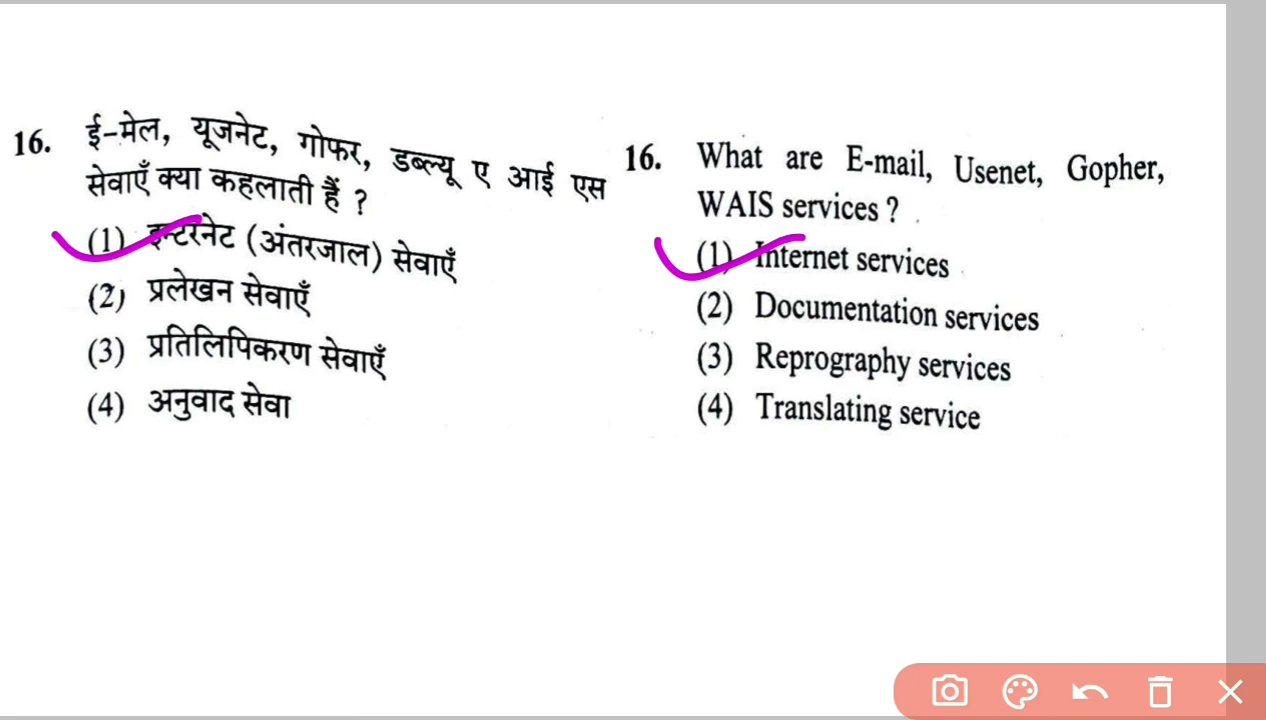 16. ई-मेल, यूजनेट, गोफर, डब्ल्यू ए आई एस
सेवाएँ क्या कहलाती हैं ?
(1) इन्टरनेट (अंतरजाल) सेवाएँ
(2) प्रलेखन सेवाएँ
(3) प्रतिलिपिकरण सेवाएँ
(4) अनुवाद सेवा
16. What are E-mail, Usenet, Gopher,
WAIS services ?
(1) Internet services
(2) Documentation services
(3) Reprography services
(4) Translating service